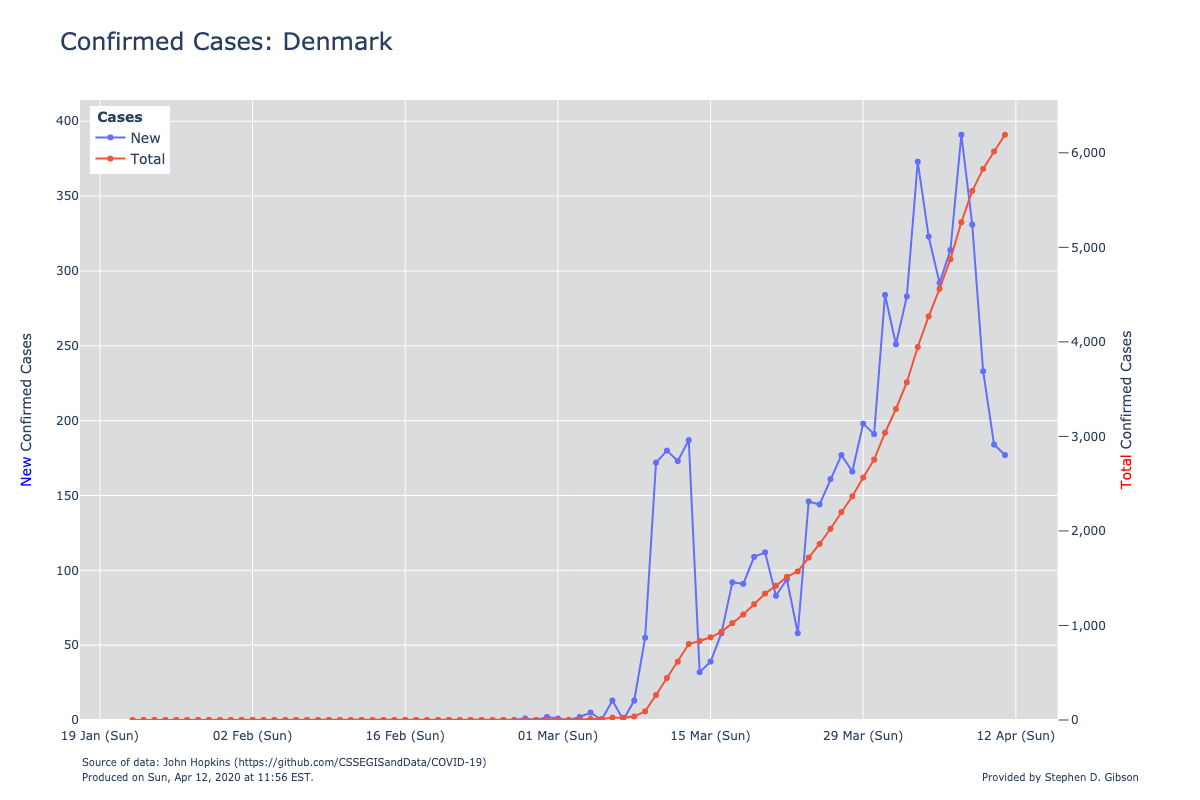 Confirmed Cases: Denmark
Cases
New
Total
400
350
300
250
200
150
100
50
0
New Confirmed Cases
6,000
5,000
4,000
3,000
2,000
1,000
0
Total Confirmed Cases
19 Jan (Sun) 02 Feb (Sun) 16 Feb (Sun) 01 Mar (Sun) 15 Mar (Sun) 29 Mar (Sun) 12 Apr (Sun)
Source of data: John Hopkins (https://github.com/CSSEGISandData/COVID-19)
Produced on Sun, Apr 12, 2020 at 11:56 EST.
Provided by Stephen D. Gibson